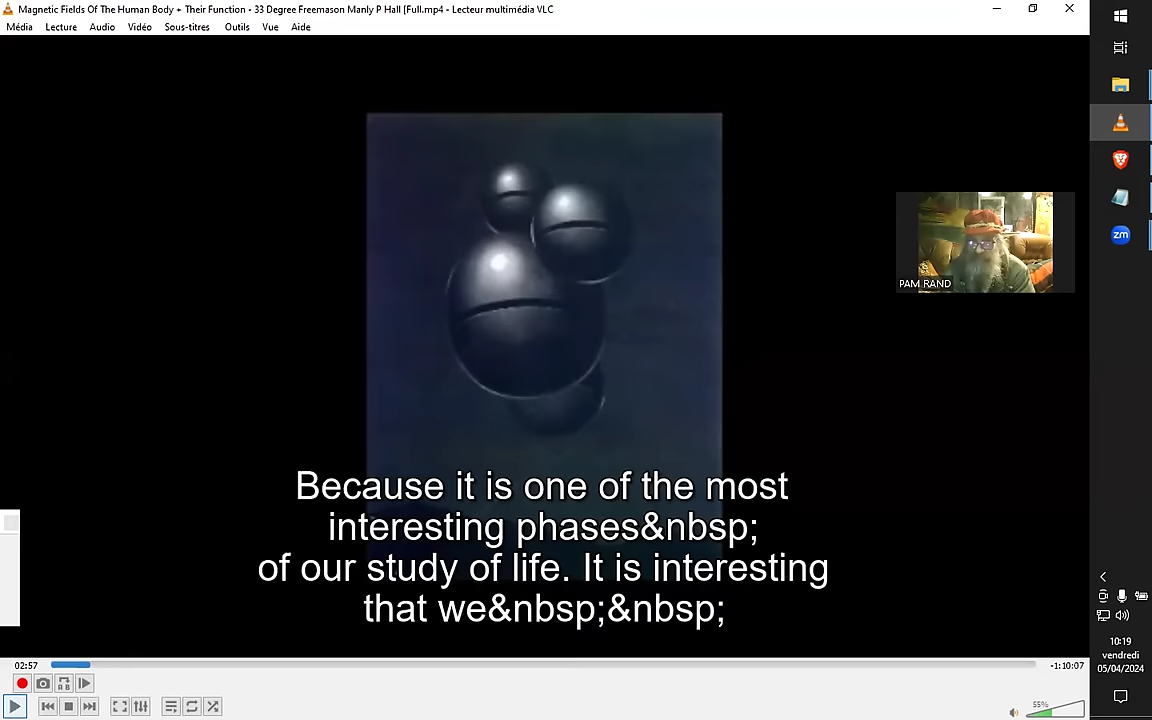 Magnetic Fields Of The Human Body + Their Function - 33 Degree Freemason Manly P Hall [Full.mp4 - Lecteur multimédia VLC
Média Lecture Audio Vidéo Sous-titres Outils Vue Aide
PAM RAND
zm
Because it is one of the most
interesting phases&nbsp;
of our study of life. It is interesting
that we&nbsp;&nbsp;
02:57
-1:10:07
55%
10:19
vendredi
05/04/2024